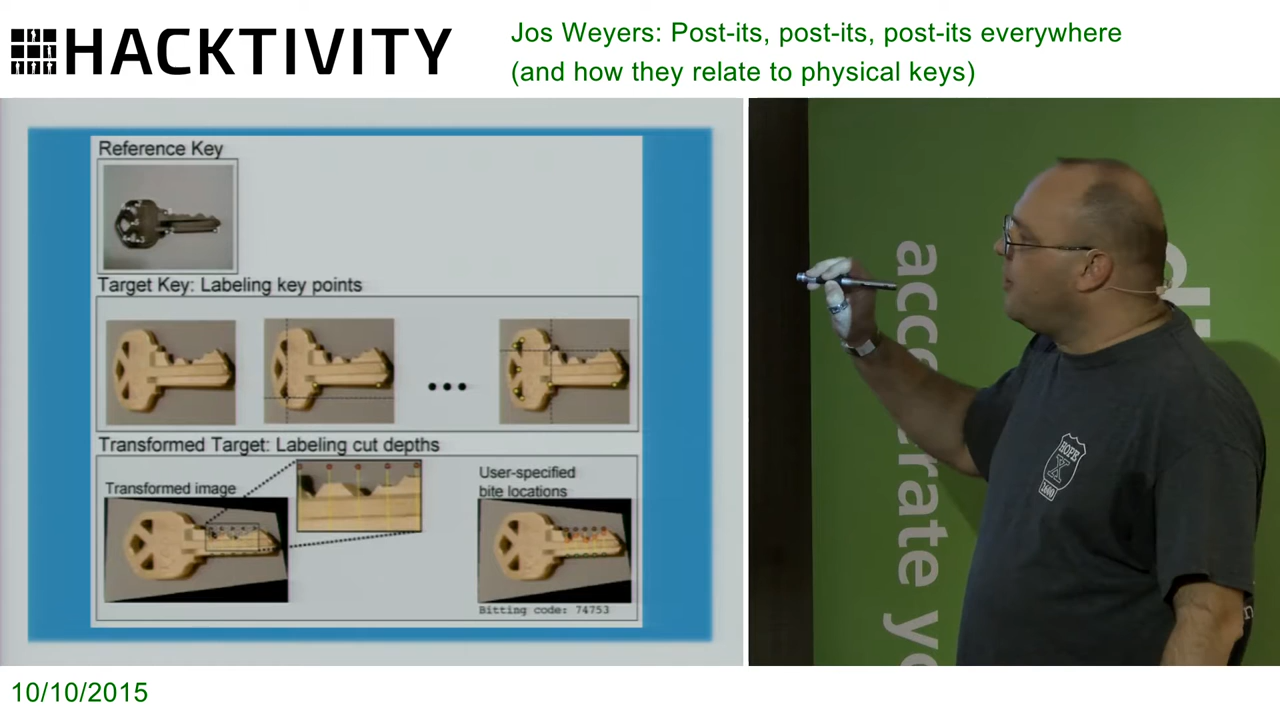 HACKTIVITY
Jos Weyers: Post-its, post-its, post-its everywhere
(and how they relate to physical keys)
Reference Key
Target Key: Labeling key points
Transformed Target: Labeling cut depths
Transformed image
User-specified
bite locations
Bitting code: 74753
HOPE
X
2600
10/10/2015